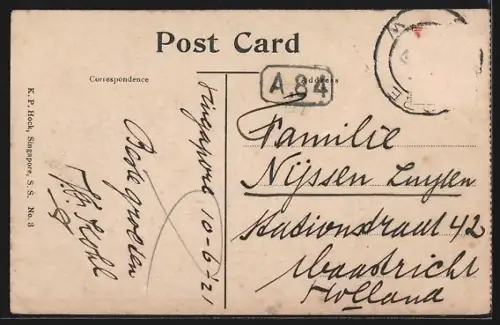 Post Card
Correspondence
Address
A.84
K. P. Hock, Singapore, S. S. No. 3
Singapore 10-6-'21
Beste groeten
Familie
Nijssen Luyten
Stationstraat 42
Maastricht
Holland